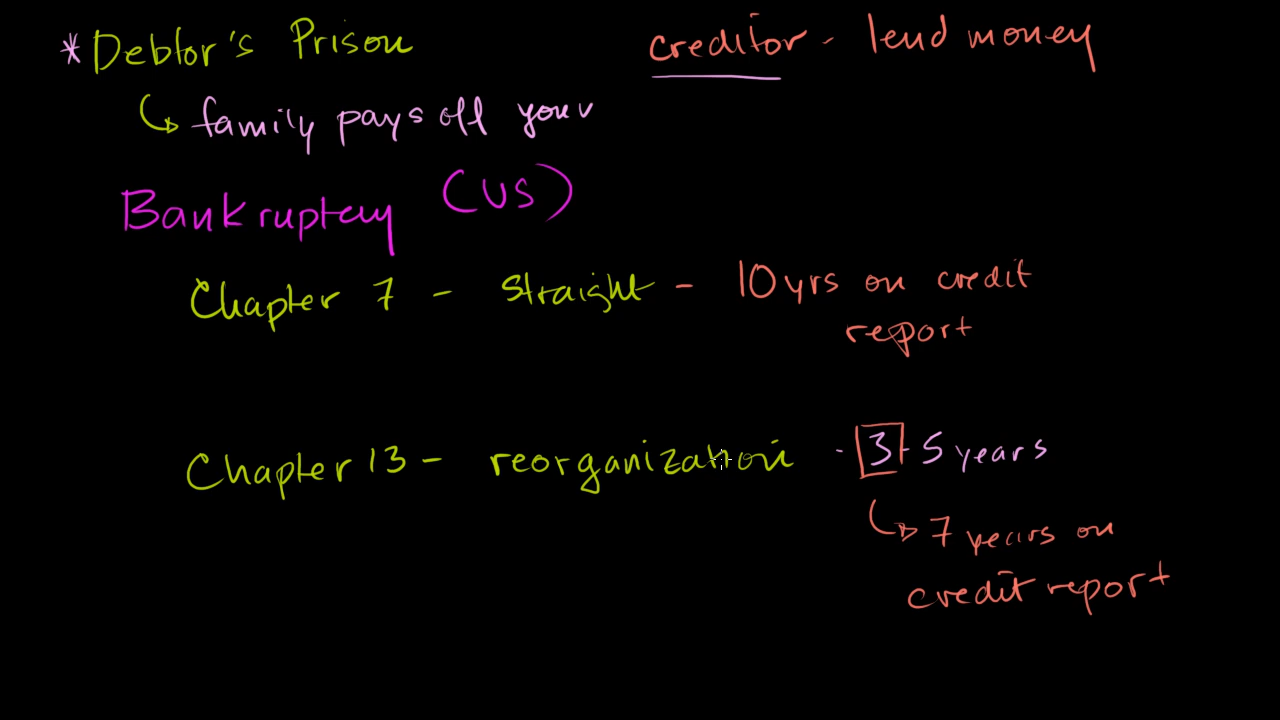 * Debtor's Prison
creditor - lend money
↳ family pays off your
Bankruptcy (US)
Chapter 7 - straight - 10 yrs on credit
report
Chapter 13 - reorganization - 3-5 years
↳ 7 years on
credit report